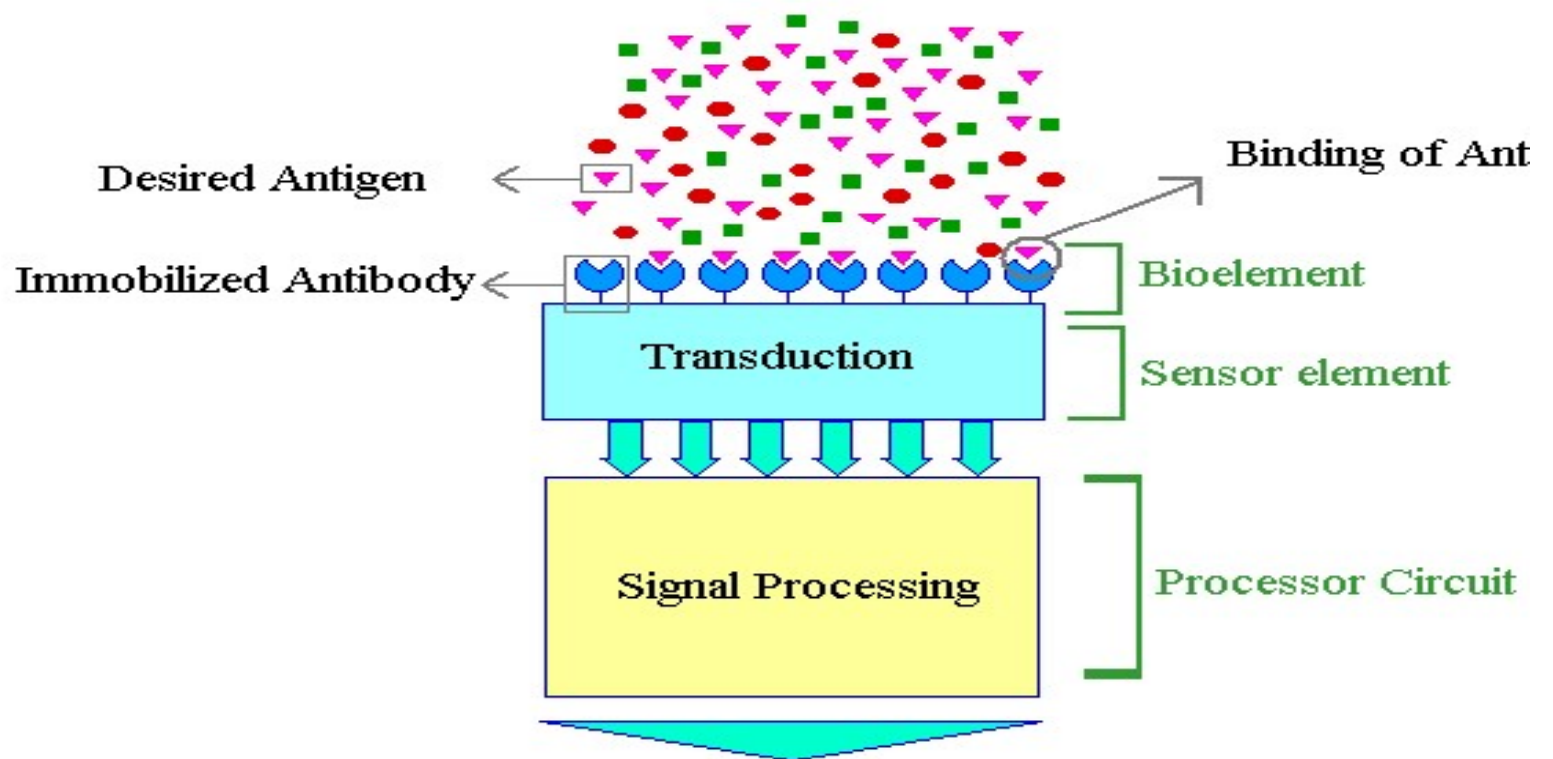 Binding of Ant
Desired Antigen
Immobilized Antibody
Bioelement
Transduction
Sensor element
Signal Processing
Processor Circuit